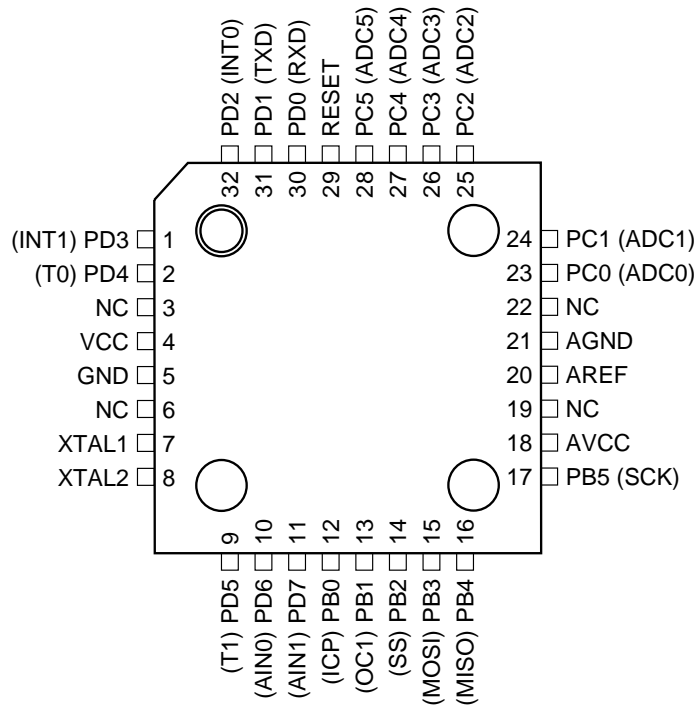 PD2 (INT0)
PD1 (TXD)
PD0 (RXD)
RESET
PC5 (ADC5)
PC4 (ADC4)
PC3 (ADC3)
PC2 (ADC2)
32 31 30 29 28 27 26 25
(INT1) PD3 1
(T0) PD4 2
NC 3
VCC 4
GND 5
NC 6
XTAL1 7
XTAL2 8
24 PC1 (ADC1)
23 PC0 (ADC0)
22 NC
21 AGND
20 AREF
19 NC
18 AVCC
17 PB5 (SCK)
9 10 11 12 13 14 15 16
(T1) PD5
(AIN0) PD6
(AIN1) PD7
(ICP) PB0
(OC1) PB1
(SS) PB2
(MOSI) PB3
(MISO) PB4